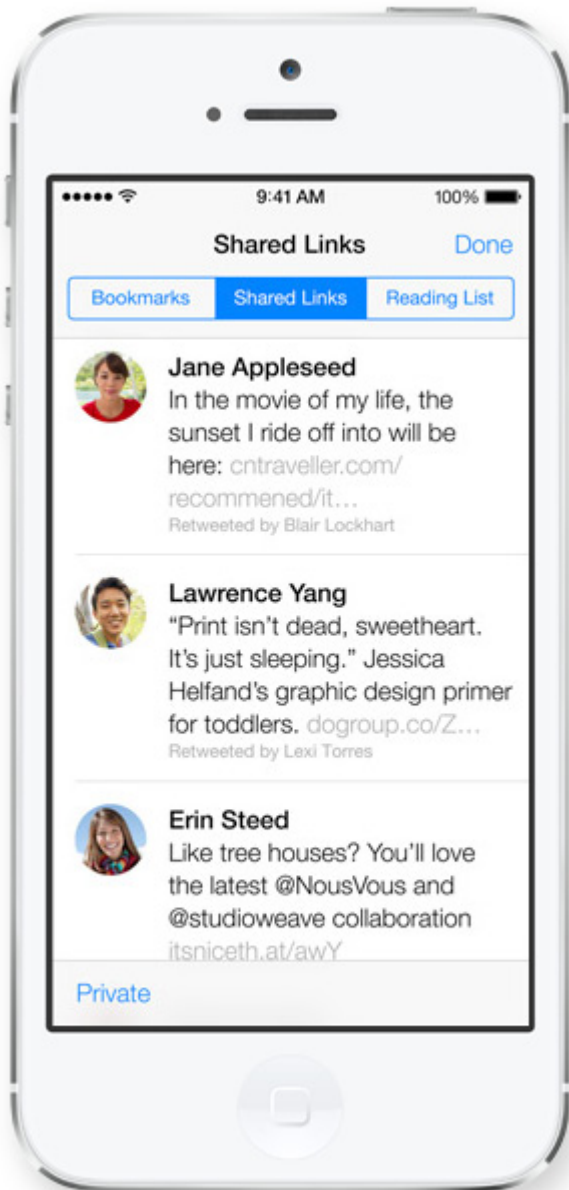 9:41 AM
100%
Shared Links
Done
Bookmarks
Shared Links
Reading List
Jane Appleseed
In the movie of my life, the
sunset I ride off into will be
here: cntraveller.com/
recommened/it…
Retweeted by Blair Lockhart
Lawrence Yang
“Print isn’t dead, sweetheart.
It’s just sleeping.” Jessica
Helfand’s graphic design primer
for toddlers. dogroup.co/Z…
Retweeted by Lexi Torres
Erin Steed
Like tree houses? You’ll love
the latest @NousVous and
@studioweave collaboration
itsniceth.at/awY
Private